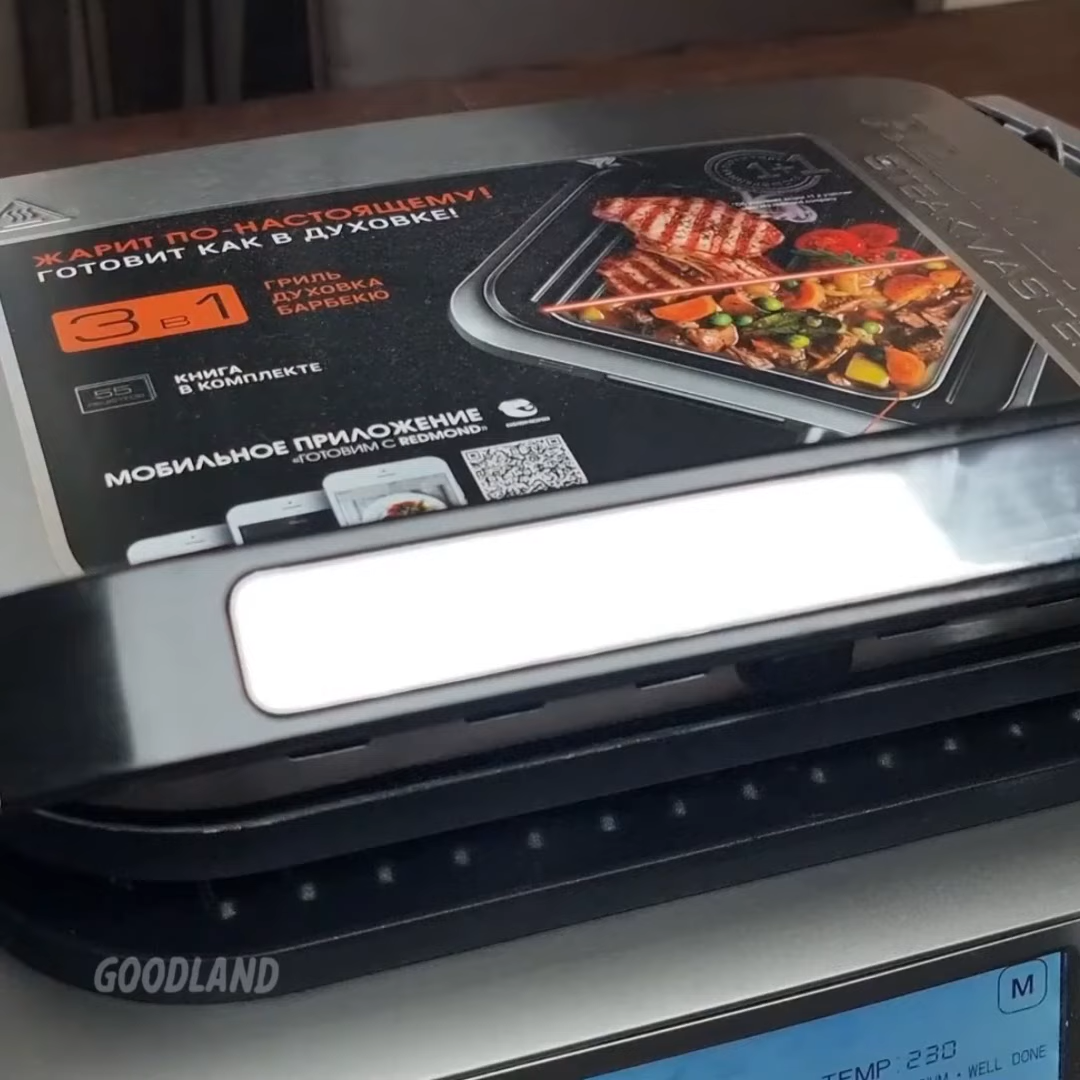 ЖАРИТ ПО-НАСТОЯЩЕМУ!
ГОТОВИТ КАК В ДУХОВКЕ!
3 в 1
ГРИЛЬ
ДУХОВКА
БАРБЕКЮ
55
КНИГА
В КОМПЛЕКТЕ
МОБИЛЬНОЕ ПРИЛОЖЕНИЕ
«ГОТОВИМ С REDMOND»
STEAKMASTE
GOODLAND
M
TEMP: 230
WELL DONE